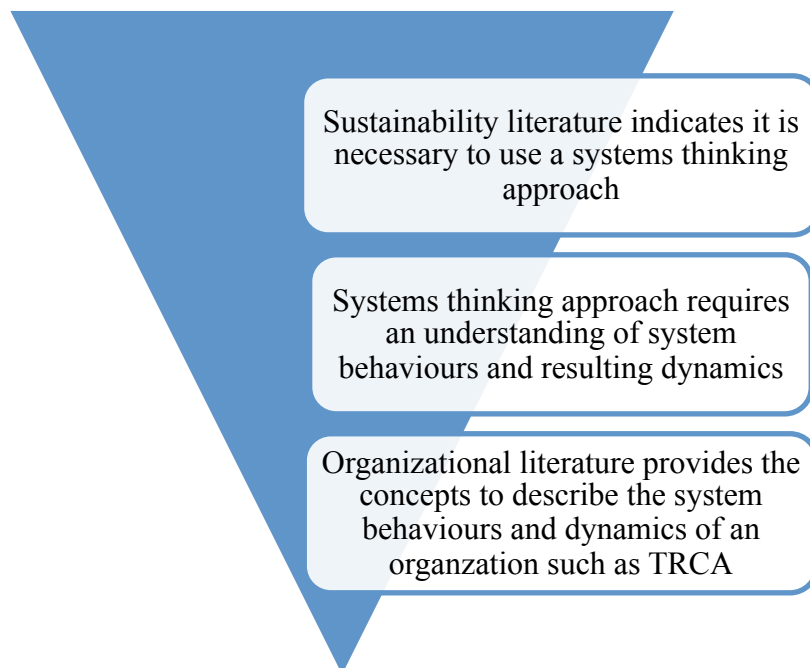 Sustainability literature indicates it is
necessary to use a systems thinking
approach
Systems thinking approach requires
an understanding of system
behaviours and resulting dynamics
Organizational literature provides the
concepts to describe the system
behaviours and dynamics of an
organzation such as TRCA